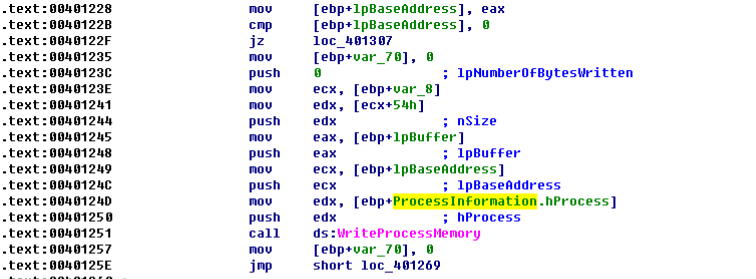 .text:00401228 mov [ebp+lpBaseAddress], eax
.text:0040122B cmp [ebp+lpBaseAddress], 0
.text:0040122F jz loc_401307
.text:00401235 mov [ebp+var_70], 0
.text:0040123C push 0 ; lpNumberOfBytesWritten
.text:0040123E mov ecx, [ebp+var_8]
.text:00401241 mov edx, [ecx+54h]
.text:00401244 push edx ; nSize
.text:00401245 mov eax, [ebp+lpBuffer]
.text:00401248 push eax ; lpBuffer
.text:00401249 mov ecx, [ebp+lpBaseAddress]
.text:0040124C push ecx ; lpBaseAddress
.text:0040124D mov edx, [ebp+ProcessInformation.hProcess]
.text:00401250 push edx ; hProcess
.text:00401251 call ds:WriteProcessMemory
.text:00401257 mov [ebp+var_70], 0
.text:0040125E jmp short loc_401269